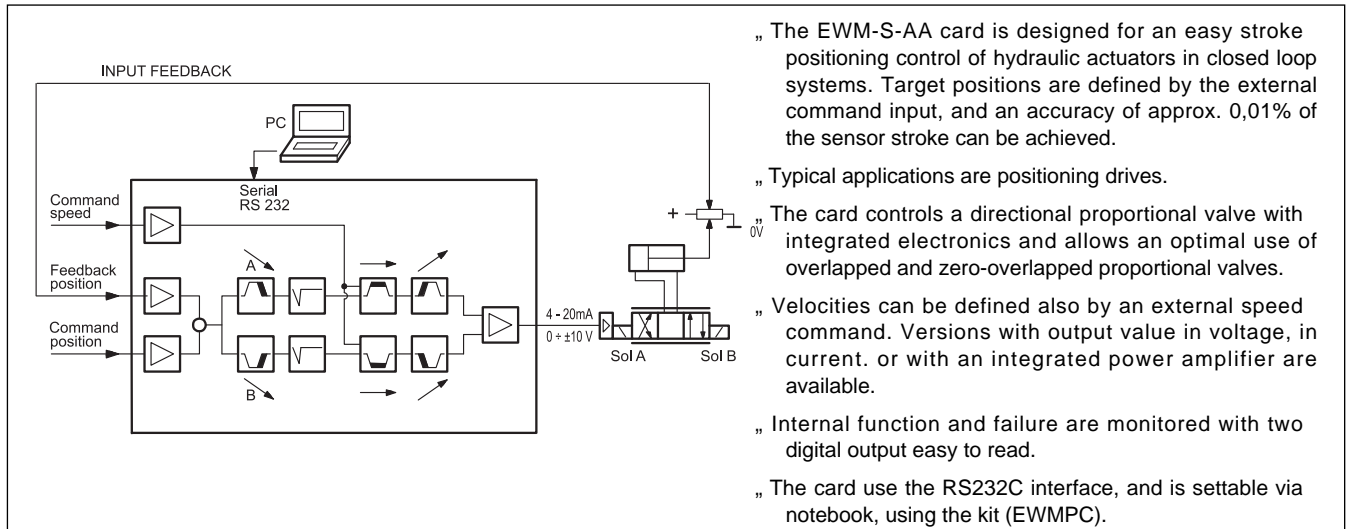 INPUT FEEDBACK
PC
Serial
RS 232
Command
speed
Feedback
position
Command
position
A
B
4 - 20mA
0 ÷ ±10 V
Sol A
Sol B
+
0V
„ The EWM-S-AA card is designed for an easy stroke
positioning control of hydraulic actuators in closed loop
systems. Target positions are defined by the external
command input, and an accuracy of approx. 0,01% of
the sensor stroke can be achieved.
„ Typical applications are positioning drives.
„ The card controls a directional proportional valve with
integrated electronics and allows an optimal use of
overlapped and zero-overlapped proportional valves.
„ Velocities can be defined also by an external speed
command. Versions with output value in voltage, in
current. or with an integrated power amplifier are
available.
„ Internal function and failure are monitored with two
digital output easy to read.
„ The card use the RS232C interface, and is settable via
notebook, using the kit (EWMPC).